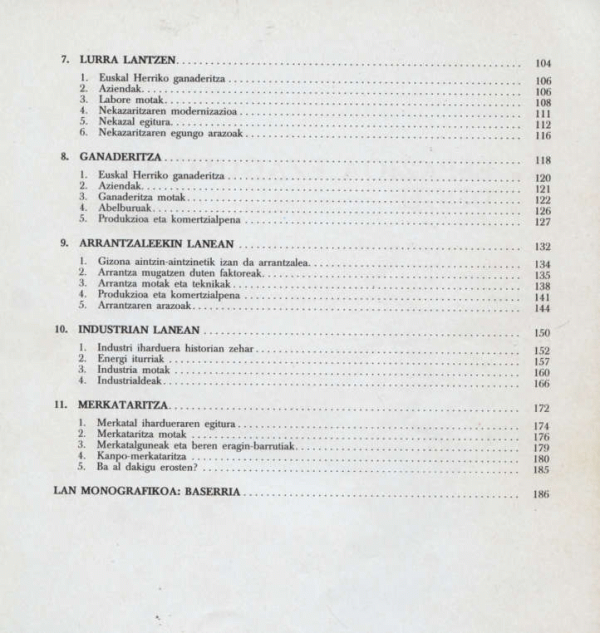 7. LURRA LANTZEN 104
1. Euskal Herriko ganaderitza 106
2. Aziendak 106
3. Labore motak 108
4. Nekazaritzaren modernizazioa 111
5. Nekazal egitura 112
6. Nekazaritzaren egungo arazoak 116
8. GANADERITZA 118
1. Euskal Herriko ganaderitza 120
2. Aziendak 121
3. Ganaderitza motak 122
4. Abelburuak 126
5. Produkzioa eta komertzialpena 127
9. ARRANTZALEEKIN LANEAN 132
1. Gizona aintzin-aintzinetik izan da arrantzalea. 134
2. Arrantza mugatzen duten faktoreak 135
3. Arrantza motak eta teknikak 138
4. Produkzioa eta komertzialpena 141
5. Arrantzaren arazoak 144
10. INDUSTRIAN LANEAN 150
1. Industri iharduera historian zehar 152
2. Energi iturriak 157
3. Industria motak 160
4. Industrialdeak 166
11. MERKATARITZA 172
1. Merkatal ihardueraren egitura 174
2. Merkataritza motak 176
3. Merkatalguneak eta beren eragin-barrutiak 179
4. Kanpo-merkataritza 180
5. Ba al dakigu erosten? 185
LAN MONOGRAFIKOA: BASERRIA 186